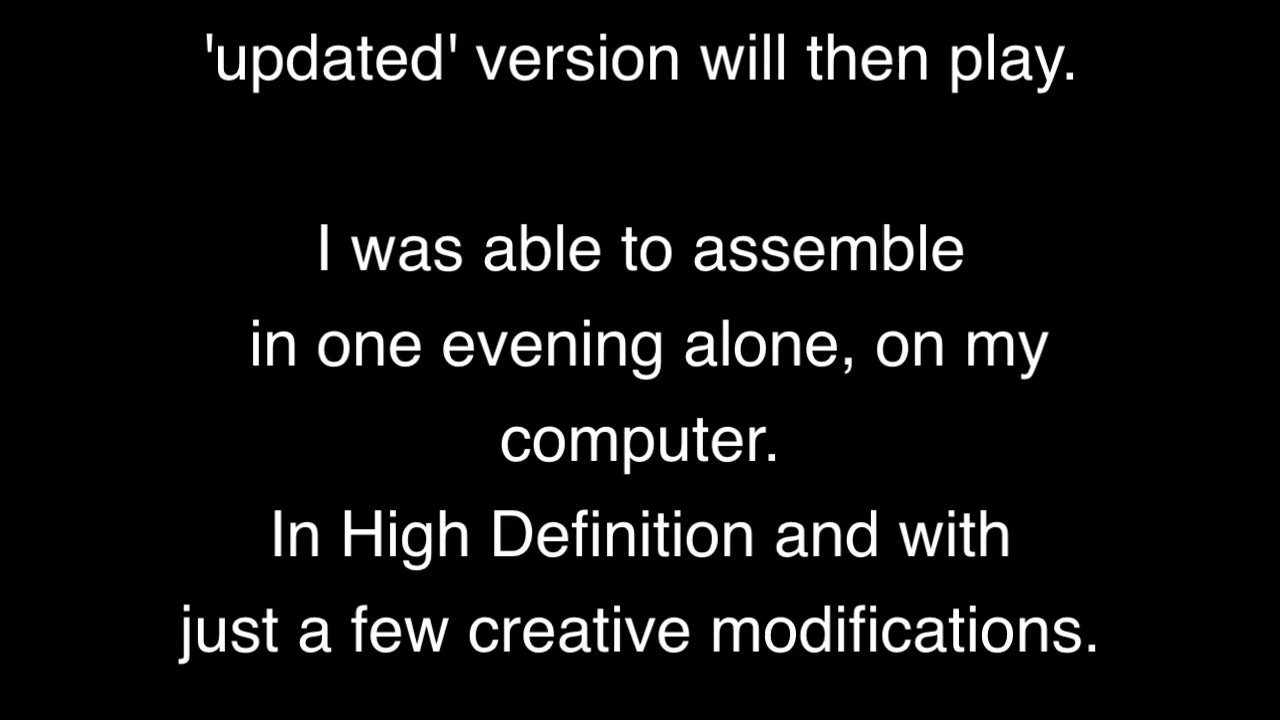 'updated' version will then play.
I was able to assemble
in one evening alone, on my
computer.
In High Definition and with
just a few creative modifications.